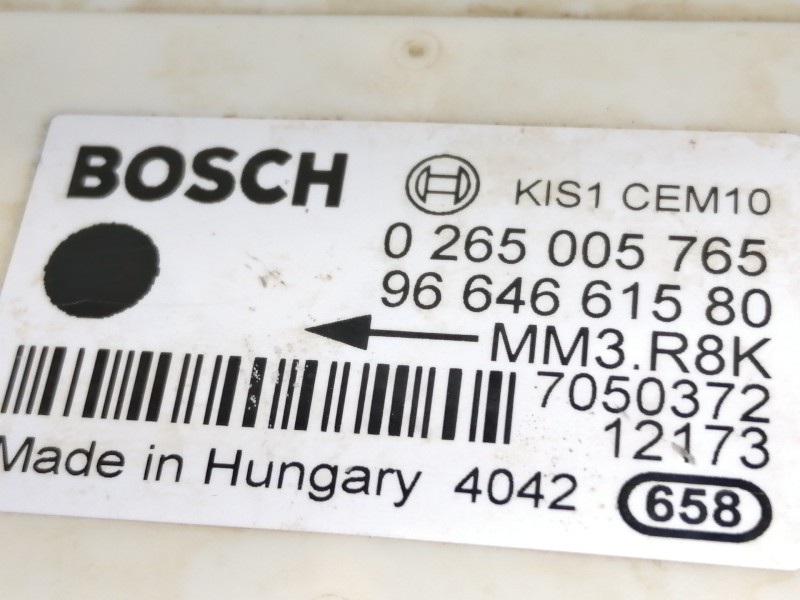 BOSCH KIS1 CEM10
0 265 005 765
96 646 615 80
MM3.R8K
7050372
12173
Made in Hungary 4042 658